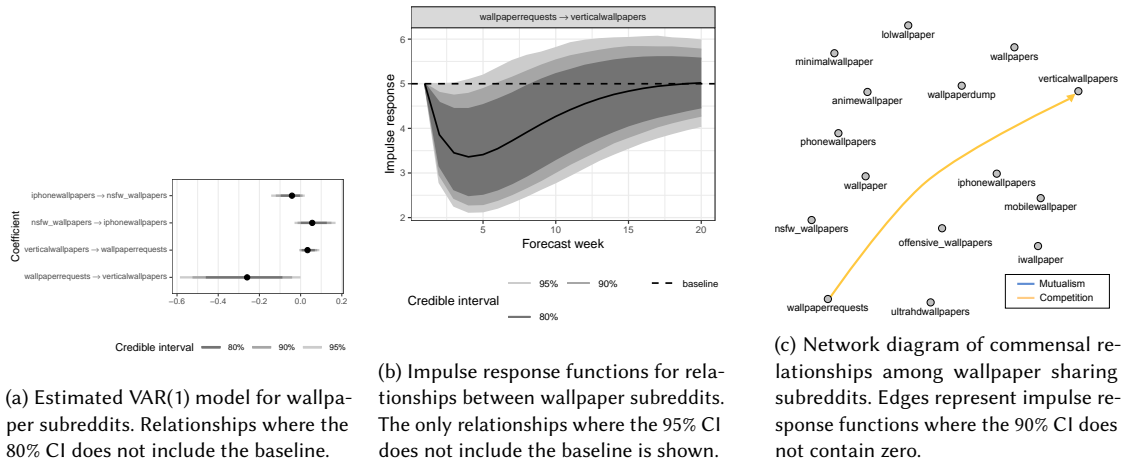 iphonewallpapers → nsfw_wallpapers
nsfw_wallpapers → iphonewallpapers
verticalwallpapers → wallpaperrequests
wallpaperrequests → verticalwallpapers
Coefficient
−0.6 −0.4 −0.2 0.0 0.2
Credible interval 80% 90% 95%
(a) Estimated VAR(1) model for wallpa-
per subreddits. Relationships where the
80% CI does not include the baseline.
wallpaperrequests → verticalwallpapers
6
5
4
3
2
Impulse response
5 10 15 20
Forecast week
Credible interval
95% 90% baseline
80%
(b) Impulse response functions for rela-
tionships between wallpaper subreddits.
The only relationships where the 95% CI
does not include the baseline is shown.
lolwallpaper
wallpapers
minimalwallpaper
verticalwallpapers
wallpaperdump
animewallpaper
phonewallpapers
wallpaper
iphonewallpapers
mobilewallpaper
nsfw_wallpapers
offensive_wallpapers
iwallpaper
wallpaperrequests
ultrahdwallpapers
Mutualism
Competition
(c) Network diagram of commensal re-
lationships among wallpaper sharing
subreddits. Edges represent impulse re-
sponse functions where the 90% CI does
not contain zero.